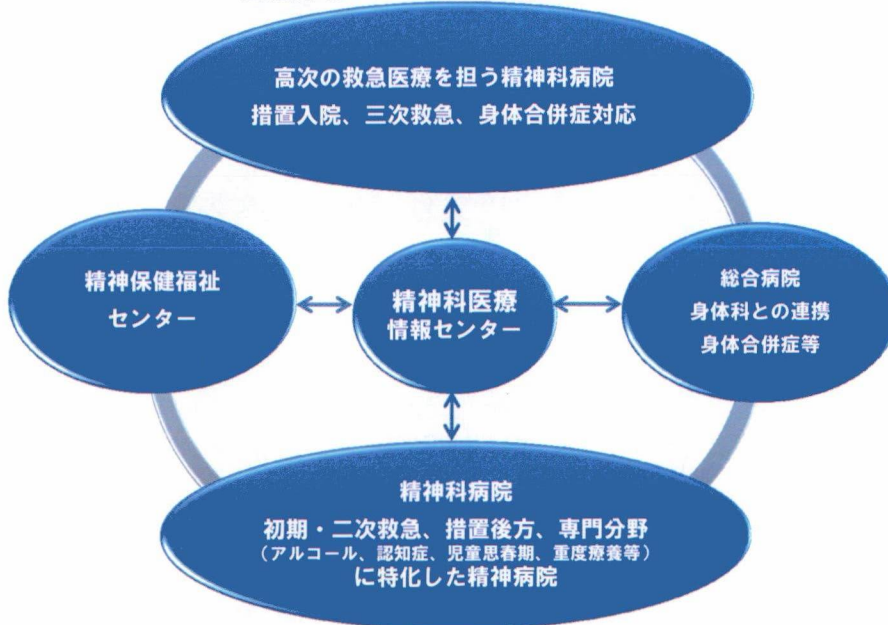 高次の救急医療を担う精神科病院
措置入院、三次救急、身体合併症対応
精神保健福祉
センター
精神科医療
情報センター
総合病院
身体科との連携
身体合併症等
精神科病院
初期・二次救急、措置後方、専門分野
（アルコール、認知症、児童思春期、重度療養等）
に特化した精神病院